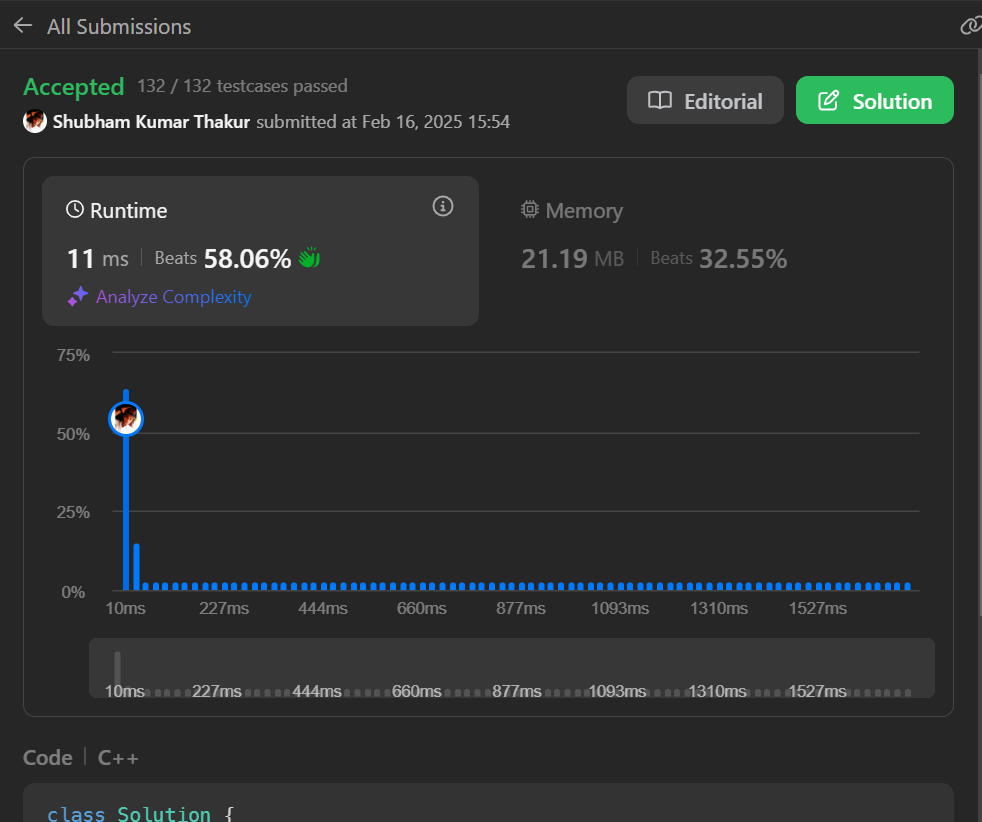 All Submissions
Accepted 132 / 132 testcases passed
Shubham Kumar Thakur submitted at Feb 16, 2025 15:54
Editorial
Solution
Runtime
11 ms Beats 58.06%
Analyze Complexity
Memory
21.19 MB Beats 32.55%
75%
50%
25%
0%
10ms 227ms 444ms 660ms 877ms 1093ms 1310ms 1527ms
10ms 227ms 444ms 660ms 877ms 1093ms 1310ms 1527ms
Code C++
class Solution {